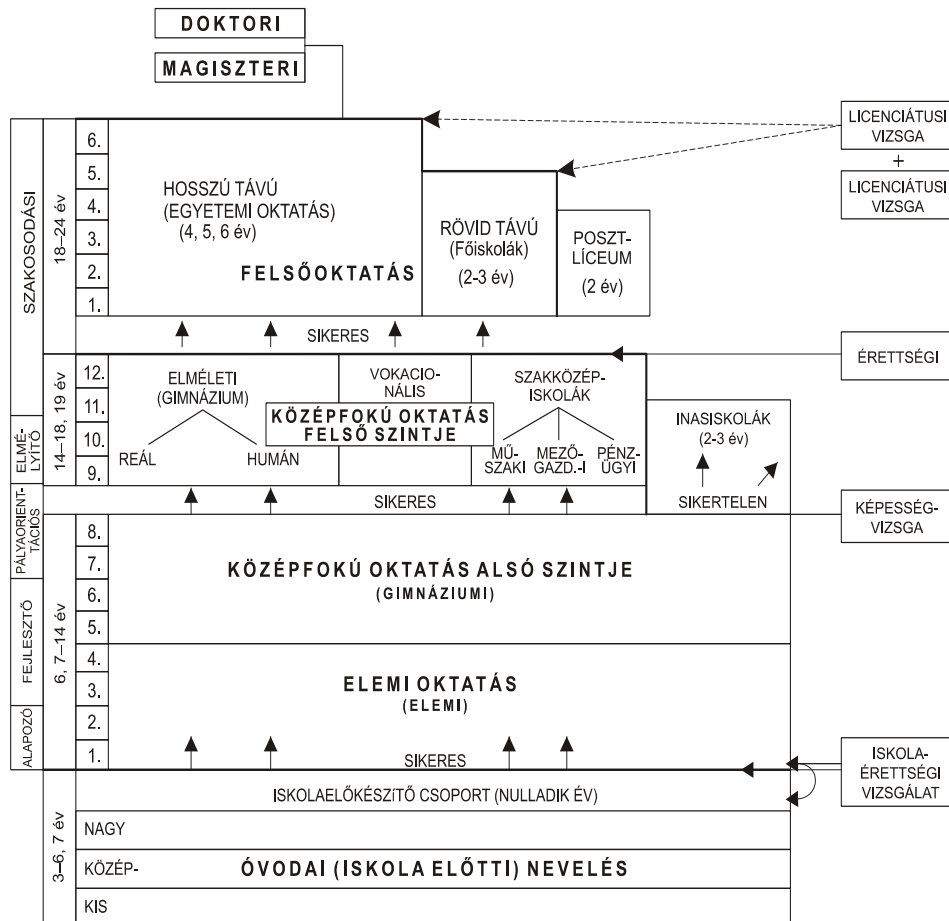 DOKTORI
MAGISZTERI
LICENCIÁTUSI
VIZSGA
+
LICENCIÁTUSI
VIZSGA
SZAKOSODÁSI
18–24 év
6.
5.
4.
3.
2.
1.
HOSSZÚ TÁVÚ
(EGYETEMI OKTATÁS)
(4, 5, 6 év)
FELSŐOKTATÁS
RÖVID TÁVÚ
(Főiskolák)
(2-3 év)
POSZT-
LÍCEUM
(2 év)
SIKERES
ÉRETTSÉGI
ELMÉ-
LYÍTŐ
14–18, 19 év
12.
11.
10.
9.
ELMÉLETI
(GIMNÁZIUM)
REÁL
HUMÁN
VOKACIO-
NÁLIS
SZAKKÖZÉP-
ISKOLÁK
MŰ-
SZAKI
MEZŐ-
GAZD.-I
PÉNZ-
ÜGYI
KÖZÉPFOKÚ OKTATÁS
FELSŐ SZINTJE
INASISKOLÁK
(2-3 év)
SIKERTELEN
SIKERES
KÉPESSÉG-
VIZSGA
PÁLYAORIENT-
TÁCIÓS
FEJLESZTŐ
ALAPOZÓ
6, 7–14 év
8.
7.
6.
5.
KÖZÉPFOKÚ OKTATÁS ALSÓ SZINTJE
(GIMNÁZIUMI)
4.
3.
2.
1.
ELEMI OKTATÁS
(ELEMI)
SIKERES
ISKOLA-
ÉRETTSÉGI
VIZSGÁLAT
3–6, 7 év
ISKOLAELŐKÉSZÍTŐ CSOPORT (NULLADIK ÉV)
NAGY
KÖZÉP-
ÓVODAI (ISKOLA ELŐTTI) NEVELÉS
KIS